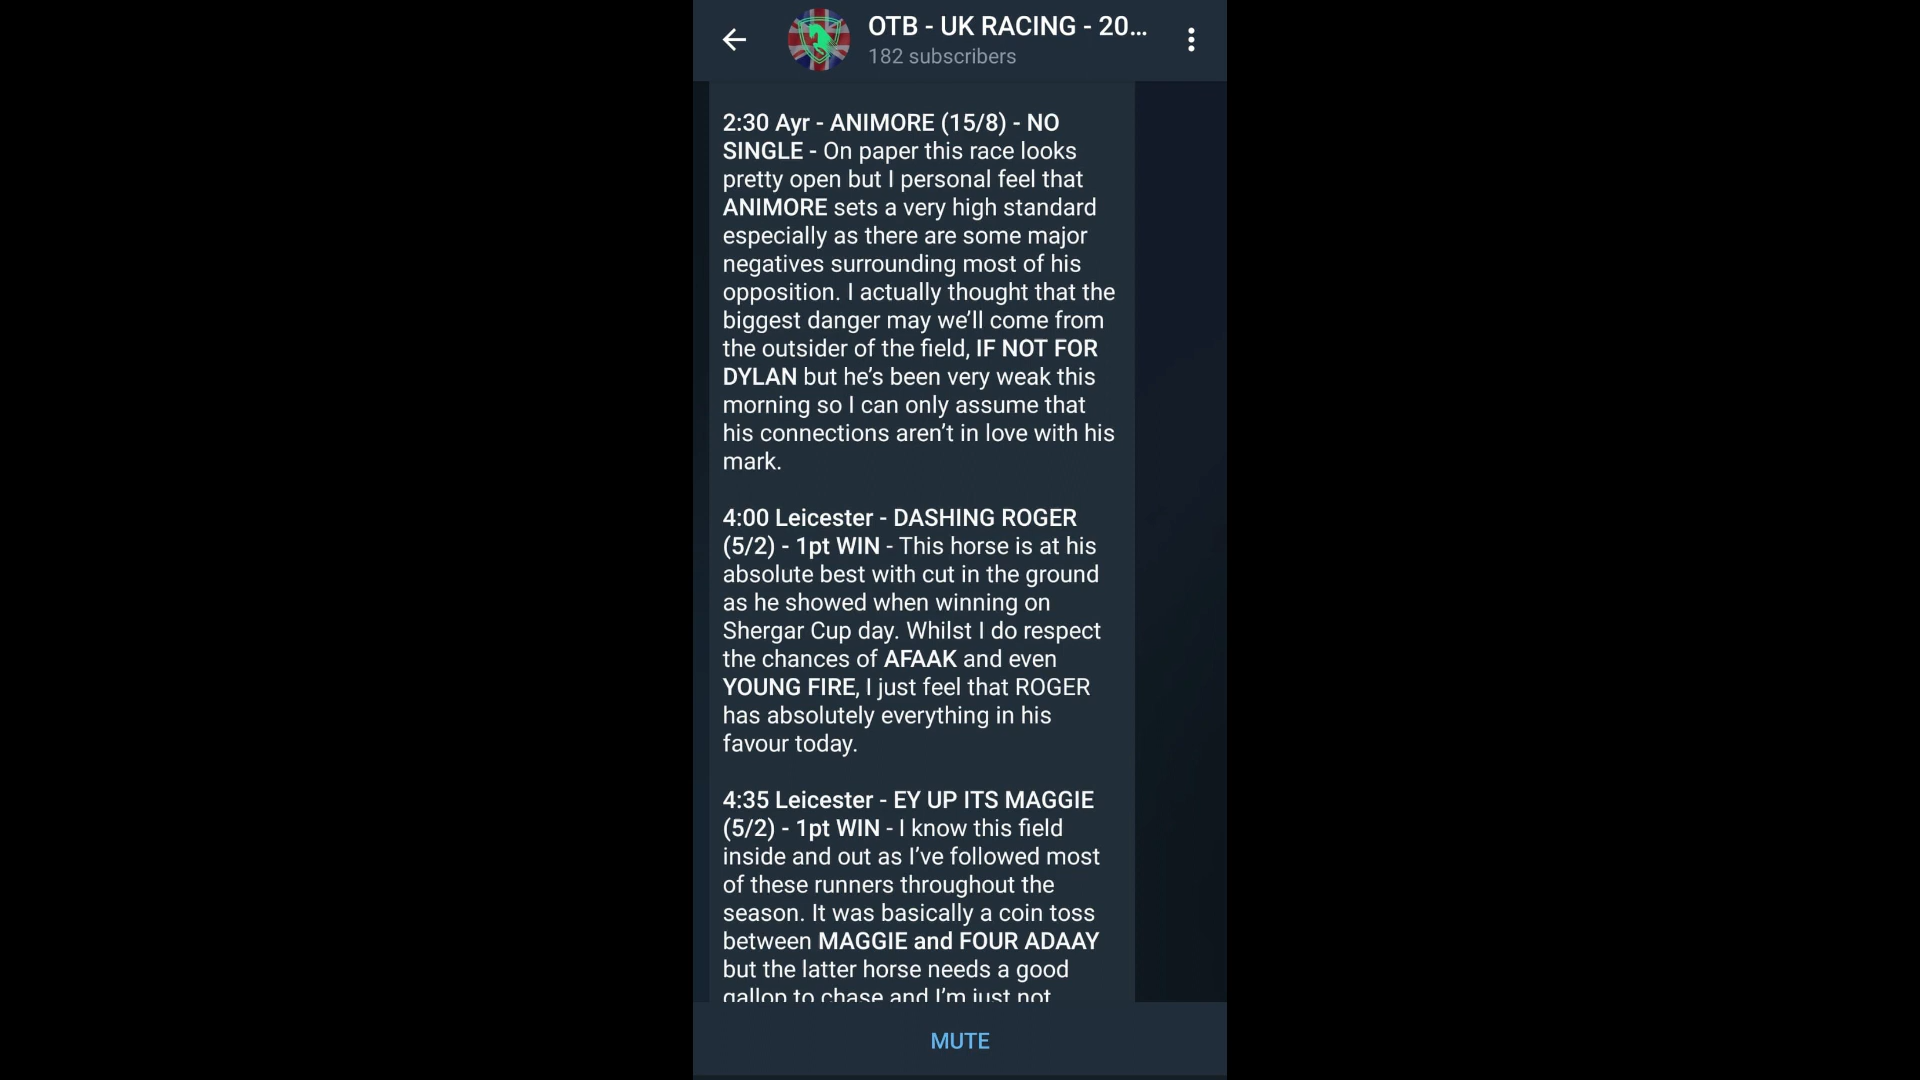 OTB - UK RACING - 20...
182 subscribers
2:30 Ayr - ANIMORE (15/8) - NO
SINGLE - On paper this race looks
pretty open but I personal feel that
ANIMORE sets a very high standard
especially as there are some major
negatives surrounding most of his
opposition. I actually thought that the
biggest danger may we’ll come from
the outsider of the field, IF NOT FOR
DYLAN but he’s been very weak this
morning so I can only assume that
his connections aren’t in love with his
mark.
4:00 Leicester - DASHING ROGER
(5/2) - 1pt WIN - This horse is at his
absolute best with cut in the ground
as he showed when winning on
Shergar Cup day. Whilst I do respect
the chances of AFAAK and even
YOUNG FIRE, I just feel that ROGER
has absolutely everything in his
favour today.
4:35 Leicester - EY UP ITS MAGGIE
(5/2) - 1pt WIN - I know this field
inside and out as I’ve followed most
of these runners throughout the
season. It was basically a coin toss
between MAGGIE and FOUR ADAAY
but the latter horse needs a good
gallop to chase and I’m just not
MUTE